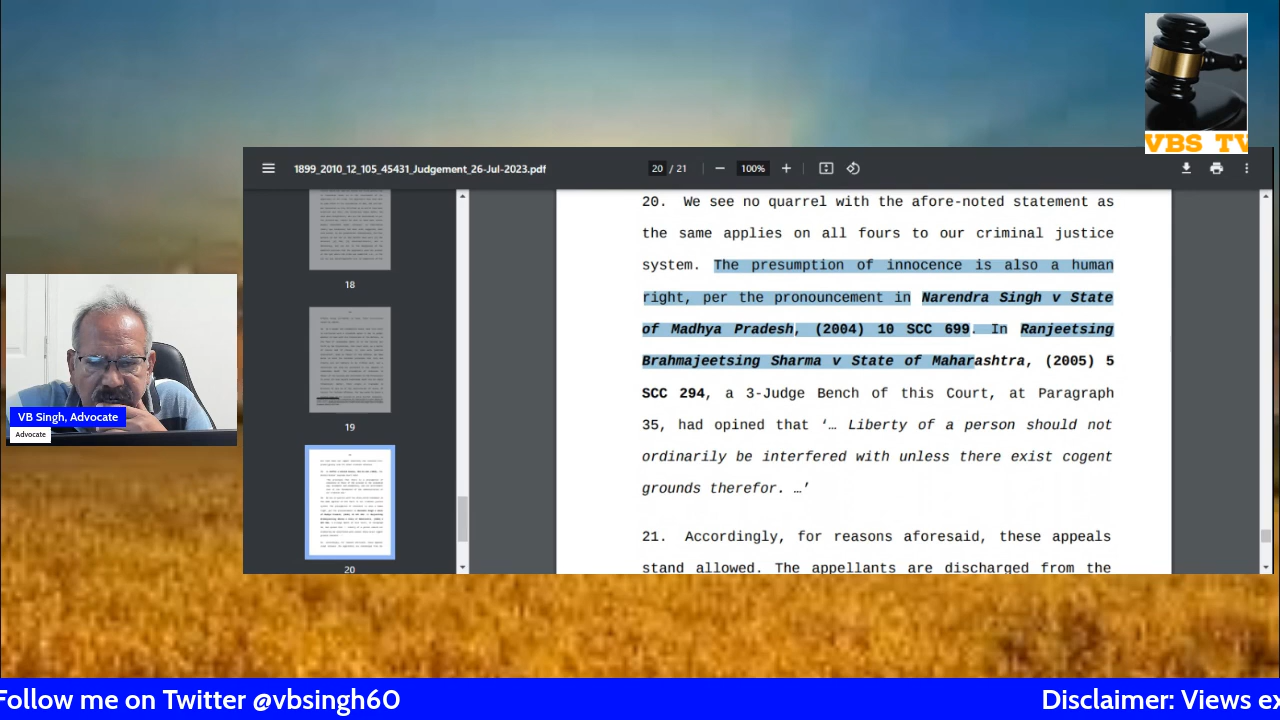 VBS TV
1899_2010_12_105_45431_Judgement_26-Jul-2023.pdf
20 / 21
100%
18
19
20
20. We see no quarrel with the afore-noted statement as
the same applies on all fours to our criminal justice
system. The presumption of innocence is also a human
right, per the pronouncement in Narendra Singh v State
of Madhya Pradesh, (2004) 10 SCC 699. In Ranjeetsing
Brahmajeetsing Sharma v State of Maharashtra, (2005) 5
SCC 294, a 3-Judge Bench of this Court, at Paragraph
35, had opined that ‘… Liberty of a person should not
ordinarily be interfered with unless there exist cogent
grounds therefor. …’
21. Accordingly, for reasons aforesaid, these appeals
stand allowed. The appellants are discharged from the
VB Singh, Advocate
Advocate
Follow me on Twitter @vbsingh60
Disclaimer: Views ex